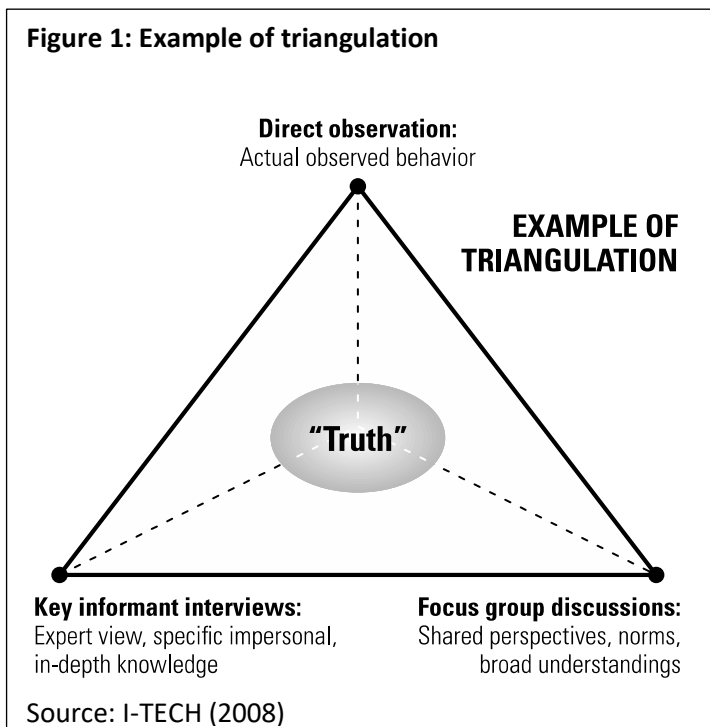 Figure 1: Example of triangulation
Direct observation:
Actual observed behavior
EXAMPLE OF
TRIANGULATION
“Truth”
Key informant interviews:
Expert view, specific impersonal,
in-depth knowledge
Focus group discussions:
Shared perspectives, norms,
broad understandings
Source: I-TECH (2008)